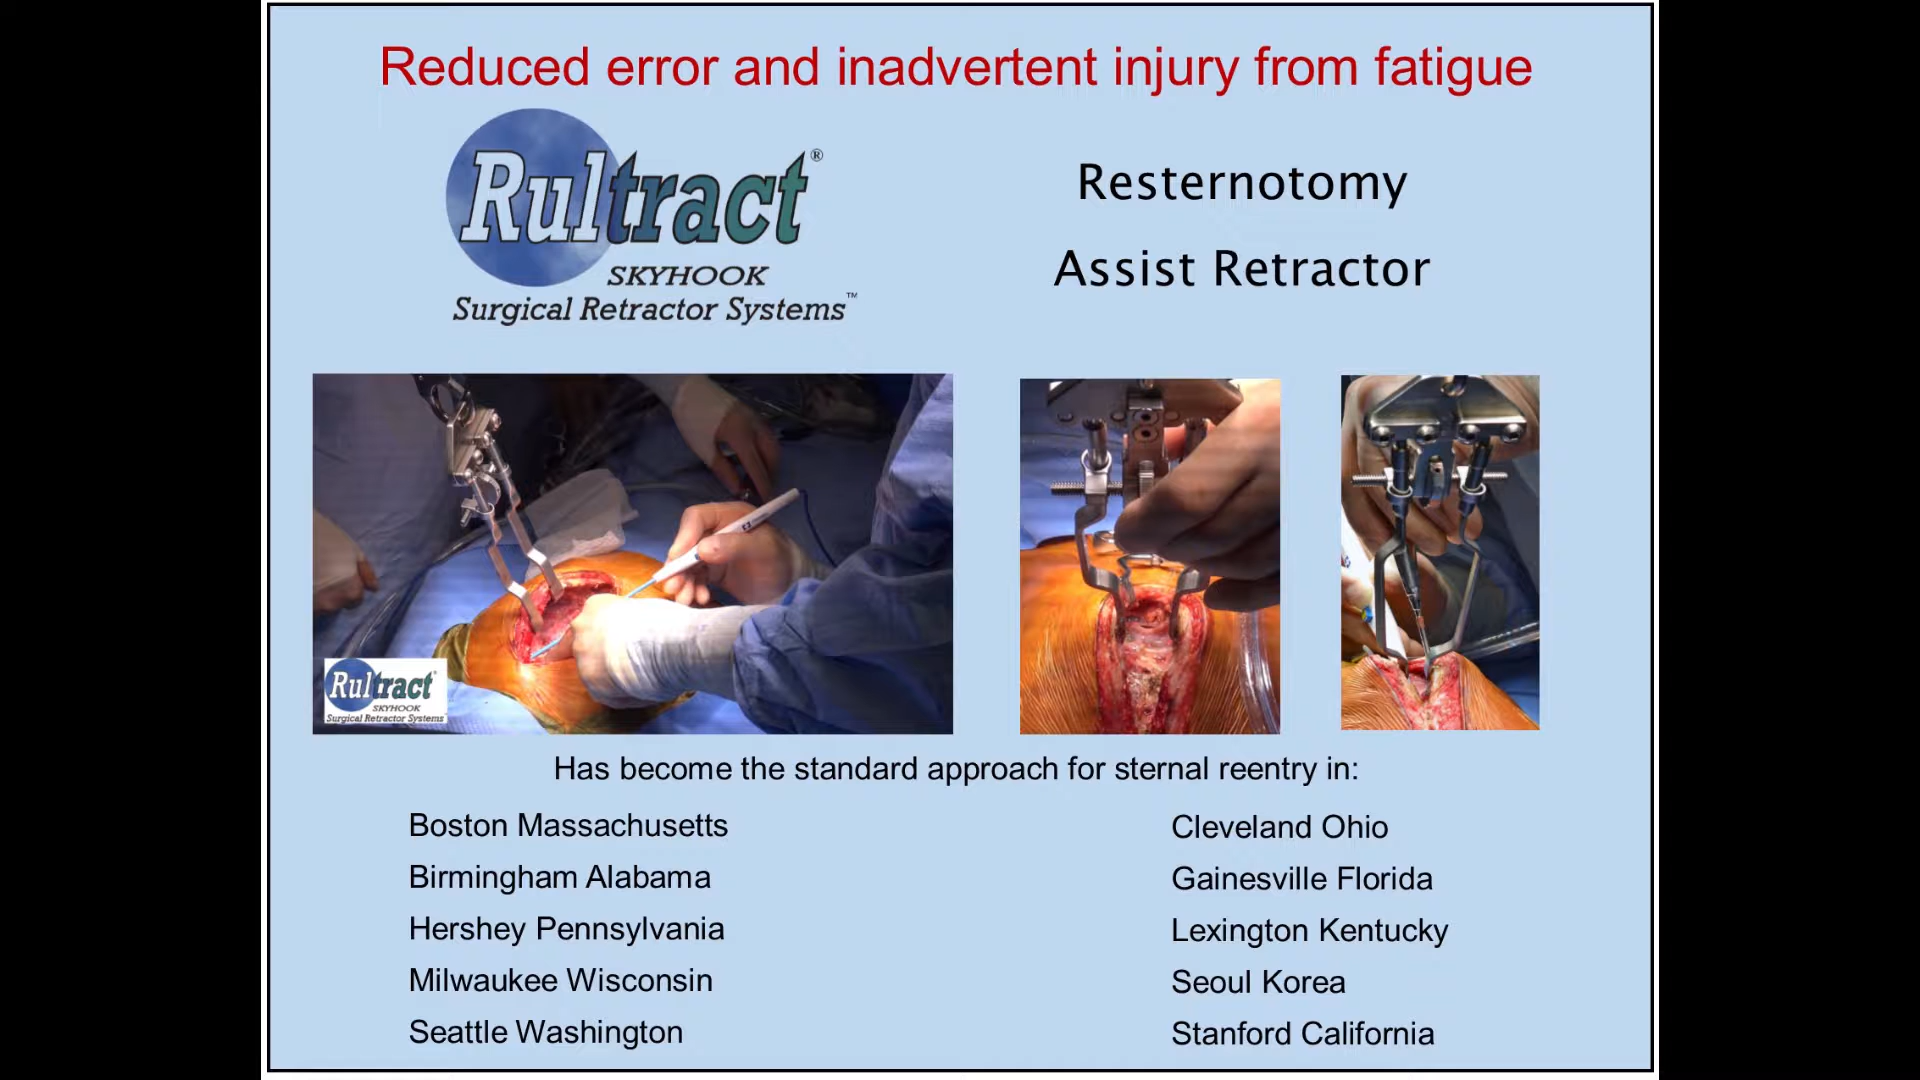 Reduced error and inadvertent injury from fatigue
Rultract®
SKYHOOK
Surgical Retractor Systems™
Resternotomy
Assist Retractor
Rultract®
SKYHOOK
Surgical Retractor Systems
Has become the standard approach for sternal reentry in:
Boston Massachusetts
Birmingham Alabama
Hershey Pennsylvania
Milwaukee Wisconsin
Seattle Washington
Cleveland Ohio
Gainesville Florida
Lexington Kentucky
Seoul Korea
Stanford California